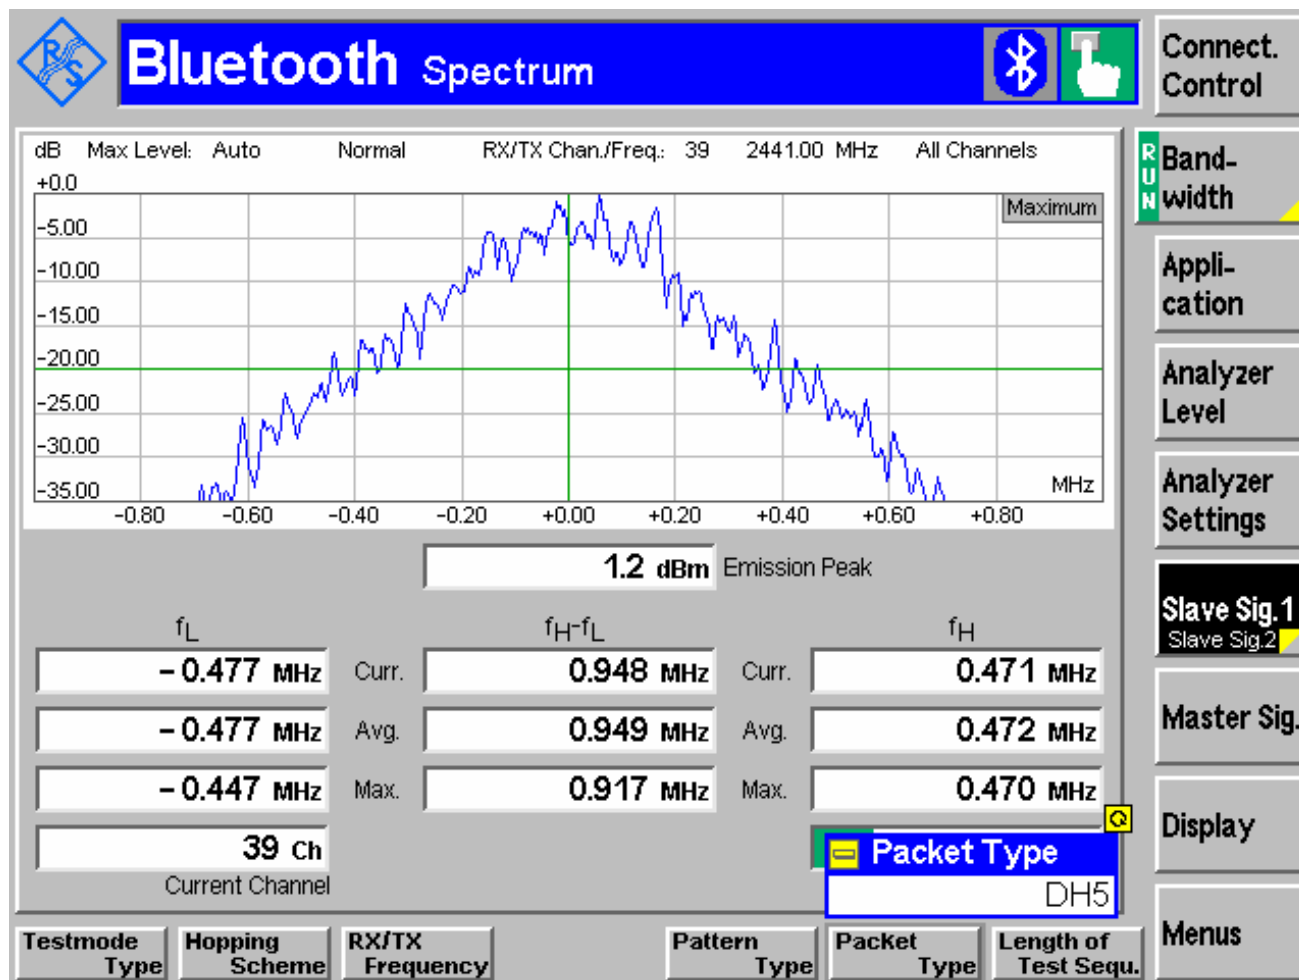 R S
Bluetooth Spectrum
Connect. Control
dB Max Level: Auto Normal RX/TX Chan./Freq.: 39 2441.00 MHz All Channels
+0.0
Maximum
-5.00
-10.00
-15.00
-20.00
-25.00
-30.00
-35.00
MHz
-0.80 -0.60 -0.40 -0.20 +0.00 +0.20 +0.40 +0.60 +0.80
1.2 dBm Emission Peak
fL fH-fL fH
-0.477 MHz Curr. 0.948 MHz Curr. 0.471 MHz
-0.477 MHz Avg. 0.949 MHz Avg. 0.472 MHz
-0.447 MHz Max. 0.917 MHz Max. 0.470 MHz
39 Ch
Current Channel
Packet Type
DH5
RUN
Band-
width
Appli-
cation
Analyzer
Level
Analyzer
Settings
Slave Sig.1
Slave Sig.2
Master Sig.
Display
Menus
Testmode Type
Hopping Scheme
RX/TX Frequency
Pattern Type
Packet Type
Length of Test Sequ.